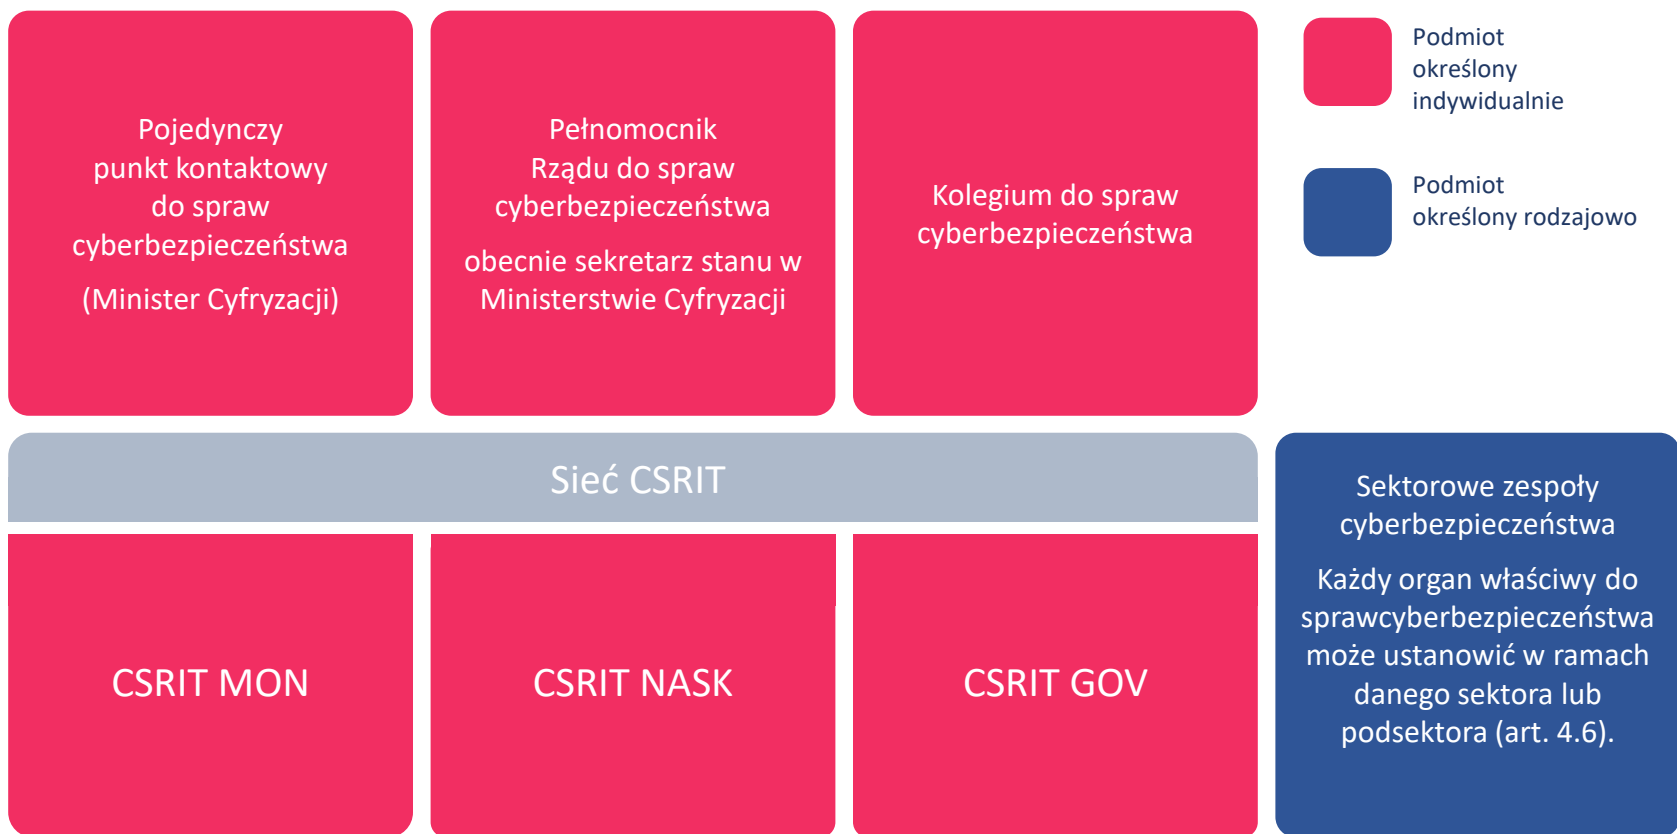 Pojedynczy
punkt kontaktowy
do spraw
cyberbezpieczeństwa
(Minister Cyfryzacji)
Pełnomocnik
Rządu do spraw
cyberbezpieczeństwa
obecnie sekretarz stanu w
Ministerstwie Cyfryzacji
Kolegium do spraw
cyberbezpieczeństwa
Podmiot
określony
indywidualnie
Podmiot
określony rodzajowo
Sieć CSRIT
CSRIT MON
CSRIT NASK
CSRIT GOV
Sektorowe zespoły
cyberbezpieczeństwa
Każdy organ właściwy do
sprawcyberbezpieczeństwa
może ustanowić w ramach
danego sektora lub
podsektora (art. 4.6).